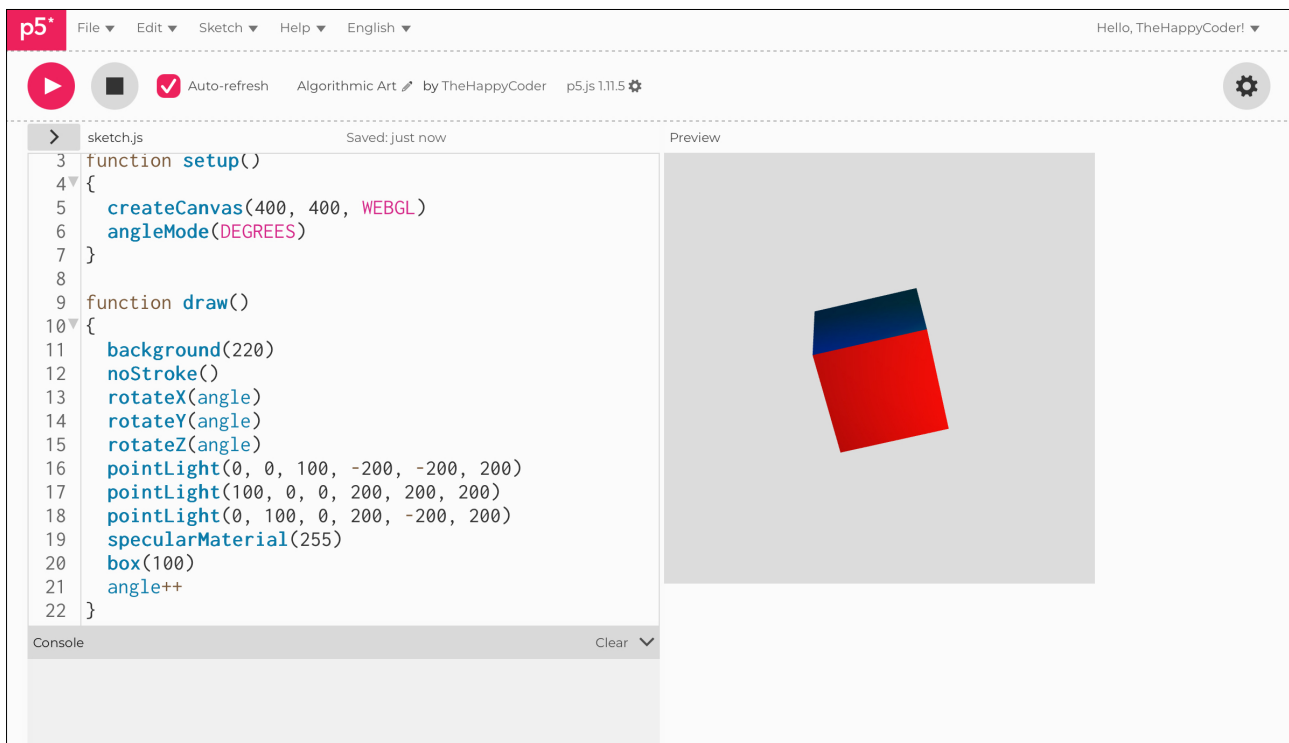 p5* File Edit Sketch Help English Hello, TheHappyCoder!
Auto-refresh Algorithmic Art by TheHappyCoder p5.js 1.11.5
sketch.js Saved: just now Preview
3 function setup()
4 {
5 createCanvas(400, 400, WEBGL)
6 angleMode(DEGREES)
7 }
8
9 function draw()
10 {
11 background(220)
12 noStroke()
13 rotateX(angle)
14 rotateY(angle)
15 rotateZ(angle)
16 pointLight(0, 0, 100, -200, -200, 200)
17 pointLight(100, 0, 0, 200, 200, 200)
18 pointLight(0, 100, 0, 200, -200, 200)
19 specularMaterial(255)
20 box(100)
21 angle++
22 }
Console Clear